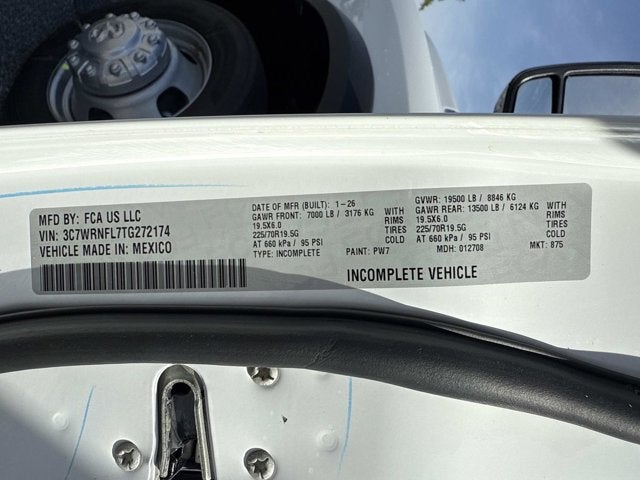 MFD BY: FCA US LLC
VIN: 3C7WRNFL7TG272174
VEHICLE MADE IN: MEXICO
DATE OF MFR (BUILT): 1-26
GAWR FRONT: 7000 LB / 3176 KG WITH
19.5X6.0 RIMS
225/70R19.5G TIRES
AT 660 kPa / 95 PSI COLD
TYPE: INCOMPLETE PAINT: PW7
GVWR: 19500 LB / 8846 KG
GAWR REAR: 13500 LB / 6124 KG WITH
19.5X6.0 RIMS
225/70R19.5G TIRES
AT 660 kPa / 95 PSI COLD
MDH: 012708 MKT: 875
INCOMPLETE VEHICLE